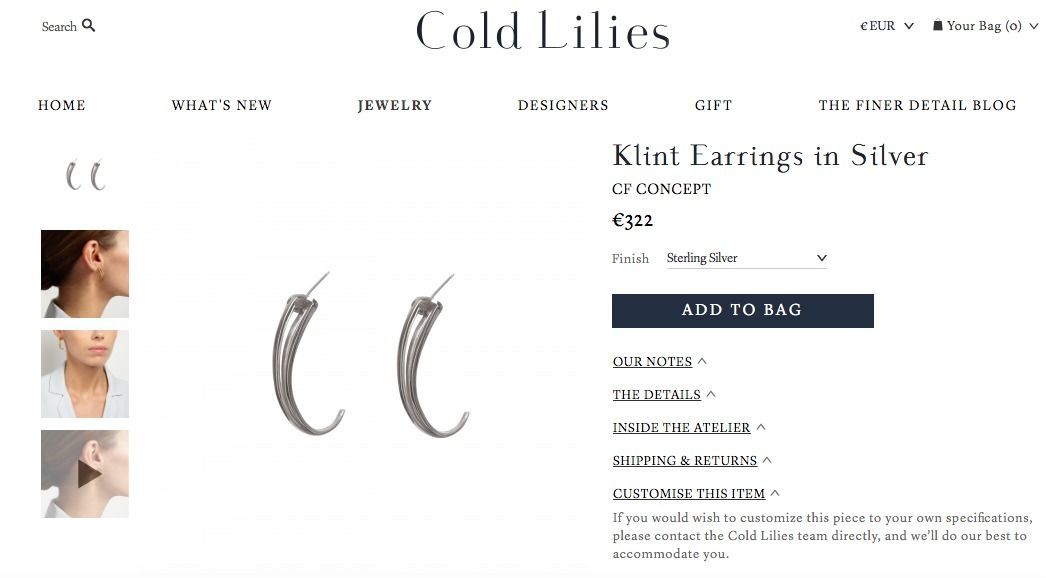 Search
Cold Lilies
€EUR
Your Bag (0)
HOME
WHAT'S NEW
JEWELRY
DESIGNERS
GIFT
THE FINER DETAIL BLOG
Klint Earrings in Silver
CF CONCEPT
€322
Finish Sterling Silver
ADD TO BAG
OUR NOTES
THE DETAILS
INSIDE THE ATELIER
SHIPPING & RETURNS
CUSTOMISE THIS ITEM
If you would wish to customize this piece to your own specifications,
please contact the Cold Lilies team directly, and we'll do our best to
accommodate you.